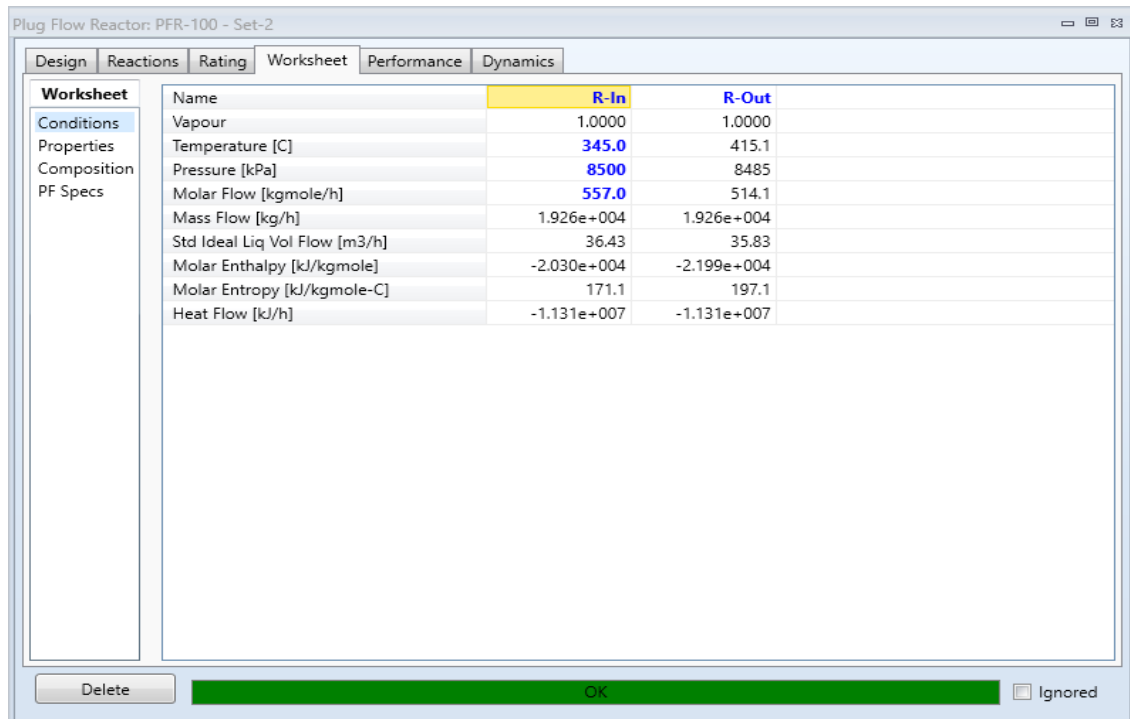 Plug Flow Reactor: PFR-100 - Set-2
Design Reactions Rating Worksheet Performance Dynamics
Worksheet
Conditions
Properties
Composition
PF Specs
Name R-In R-Out
Vapour 1.0000 1.0000
Temperature [C] 345.0 415.1
Pressure [kPa] 8500 8485
Molar Flow [kgmole/h] 557.0 514.1
Mass Flow [kg/h] 1.926e+004 1.926e+004
Std Ideal Liq Vol Flow [m3/h] 36.43 35.83
Molar Enthalpy [kJ/kgmole] -2.030e+004 -2.199e+004
Molar Entropy [kJ/kgmole-C] 171.1 197.1
Heat Flow [kJ/h] -1.131e+007 -1.131e+007
Delete OK Ignored